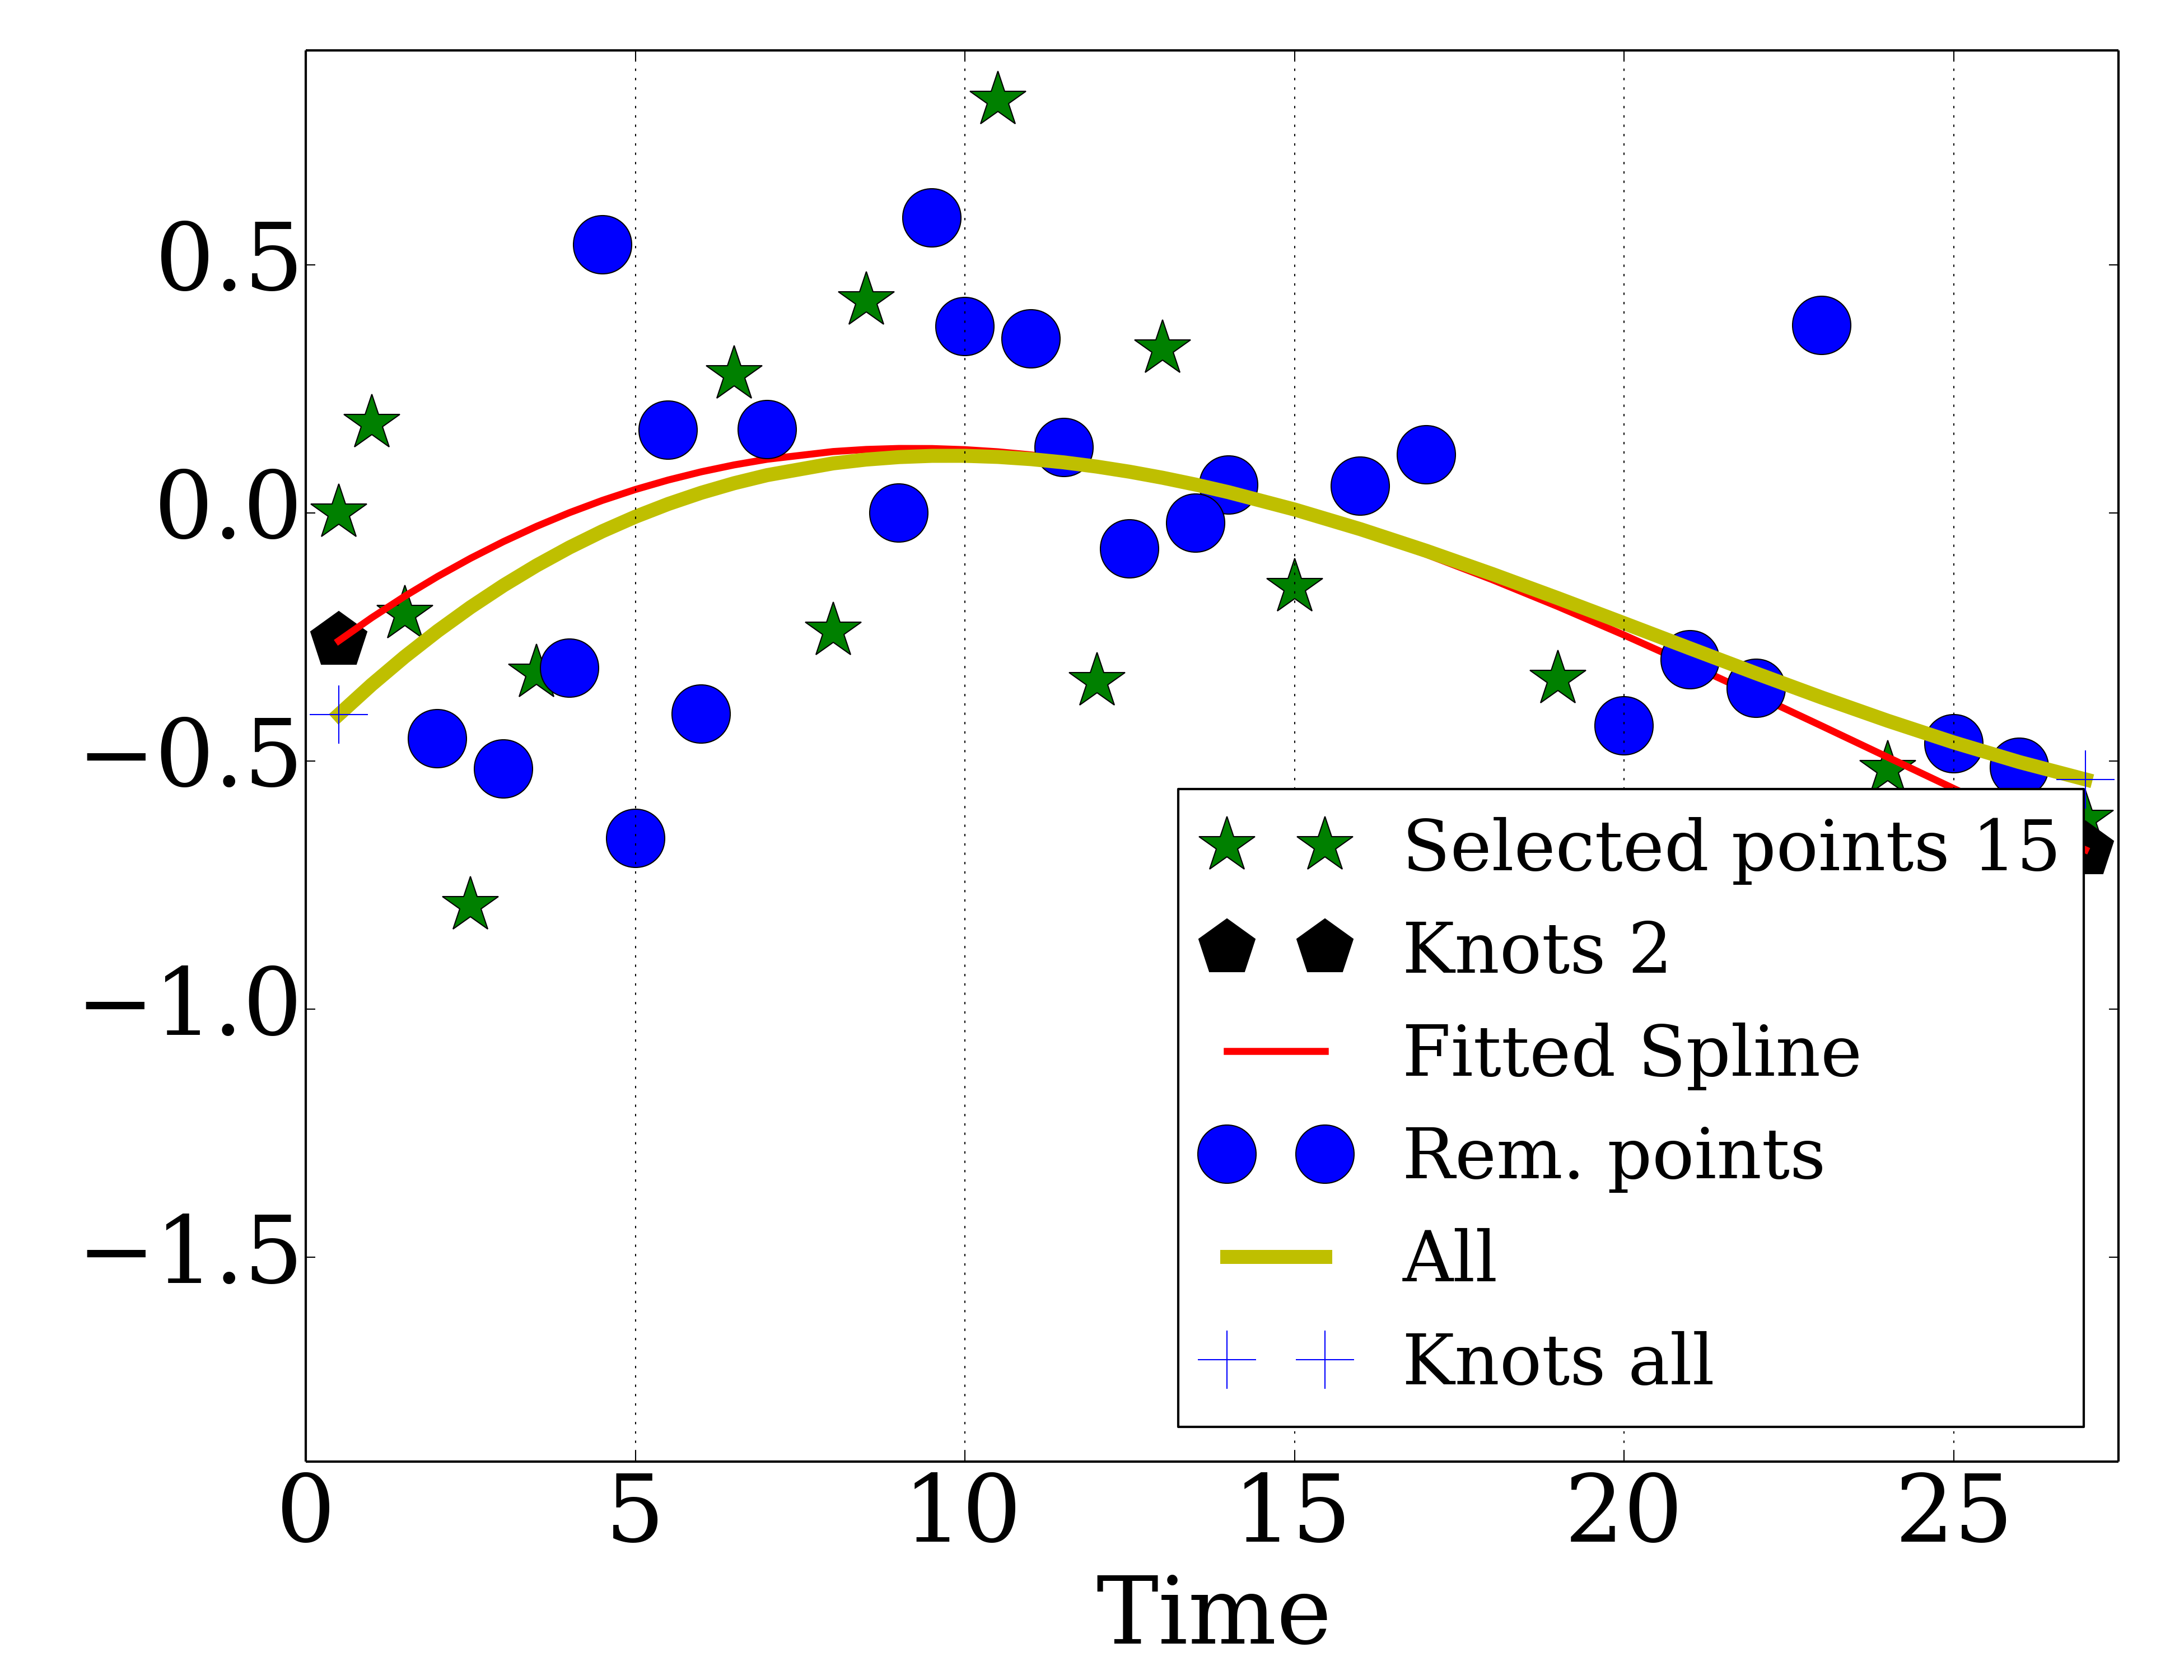 0.5
0.0
−0.5
−1.0
−1.5
Selected points 15
Knots 2
Fitted Spline
Rem. points
All
Knots all
0 5 10 15 20 25
Time